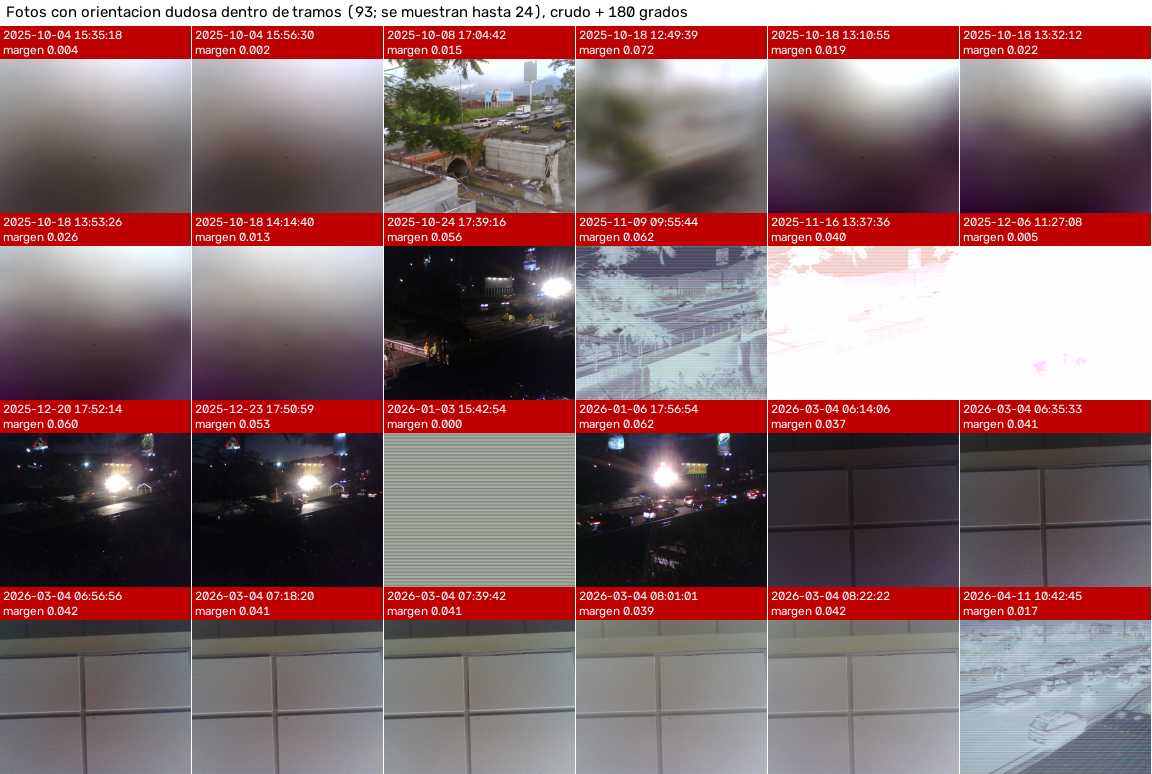 Fotos con orientacion dudosa dentro de tramos (93; se muestran hasta 24), crudo + 180 grados
2025-10-04 15:35:18
margen 0.004
2025-10-04 15:56:30
margen 0.002
2025-10-08 17:04:42
margen 0.015
2025-10-18 12:49:39
margen 0.072
2025-10-18 13:10:55
margen 0.019
2025-10-18 13:32:12
margen 0.022
2025-10-18 13:53:26
margen 0.026
2025-10-18 14:14:40
margen 0.013
2025-10-24 17:39:16
margen 0.056
2025-11-09 09:55:44
margen 0.062
2025-11-16 13:37:36
margen 0.040
2025-12-06 11:27:08
margen 0.005
2025-12-20 17:52:14
margen 0.060
2025-12-23 17:50:59
margen 0.053
2026-01-03 15:42:54
margen 0.000
2026-01-06 17:56:54
margen 0.062
2026-03-04 06:14:06
margen 0.037
2026-03-04 06:35:33
margen 0.041
2026-03-04 06:56:56
margen 0.042
2026-03-04 07:18:20
margen 0.041
2026-03-04 07:39:42
margen 0.041
2026-03-04 08:01:01
margen 0.039
2026-03-04 08:22:22
margen 0.042
2026-04-11 10:42:45
margen 0.017